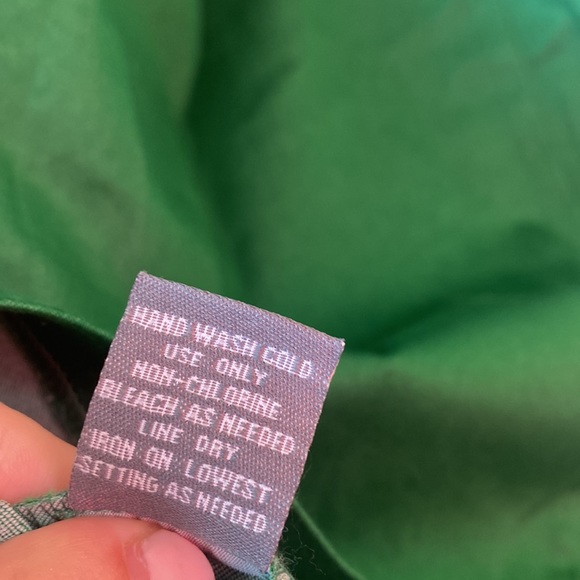 HAND WASH COLD
USE ONLY
NON-CHLORINE
BLEACH AS NEEDED
LINE DRY
IRON ON LOWEST
SETTING AS NEEDED